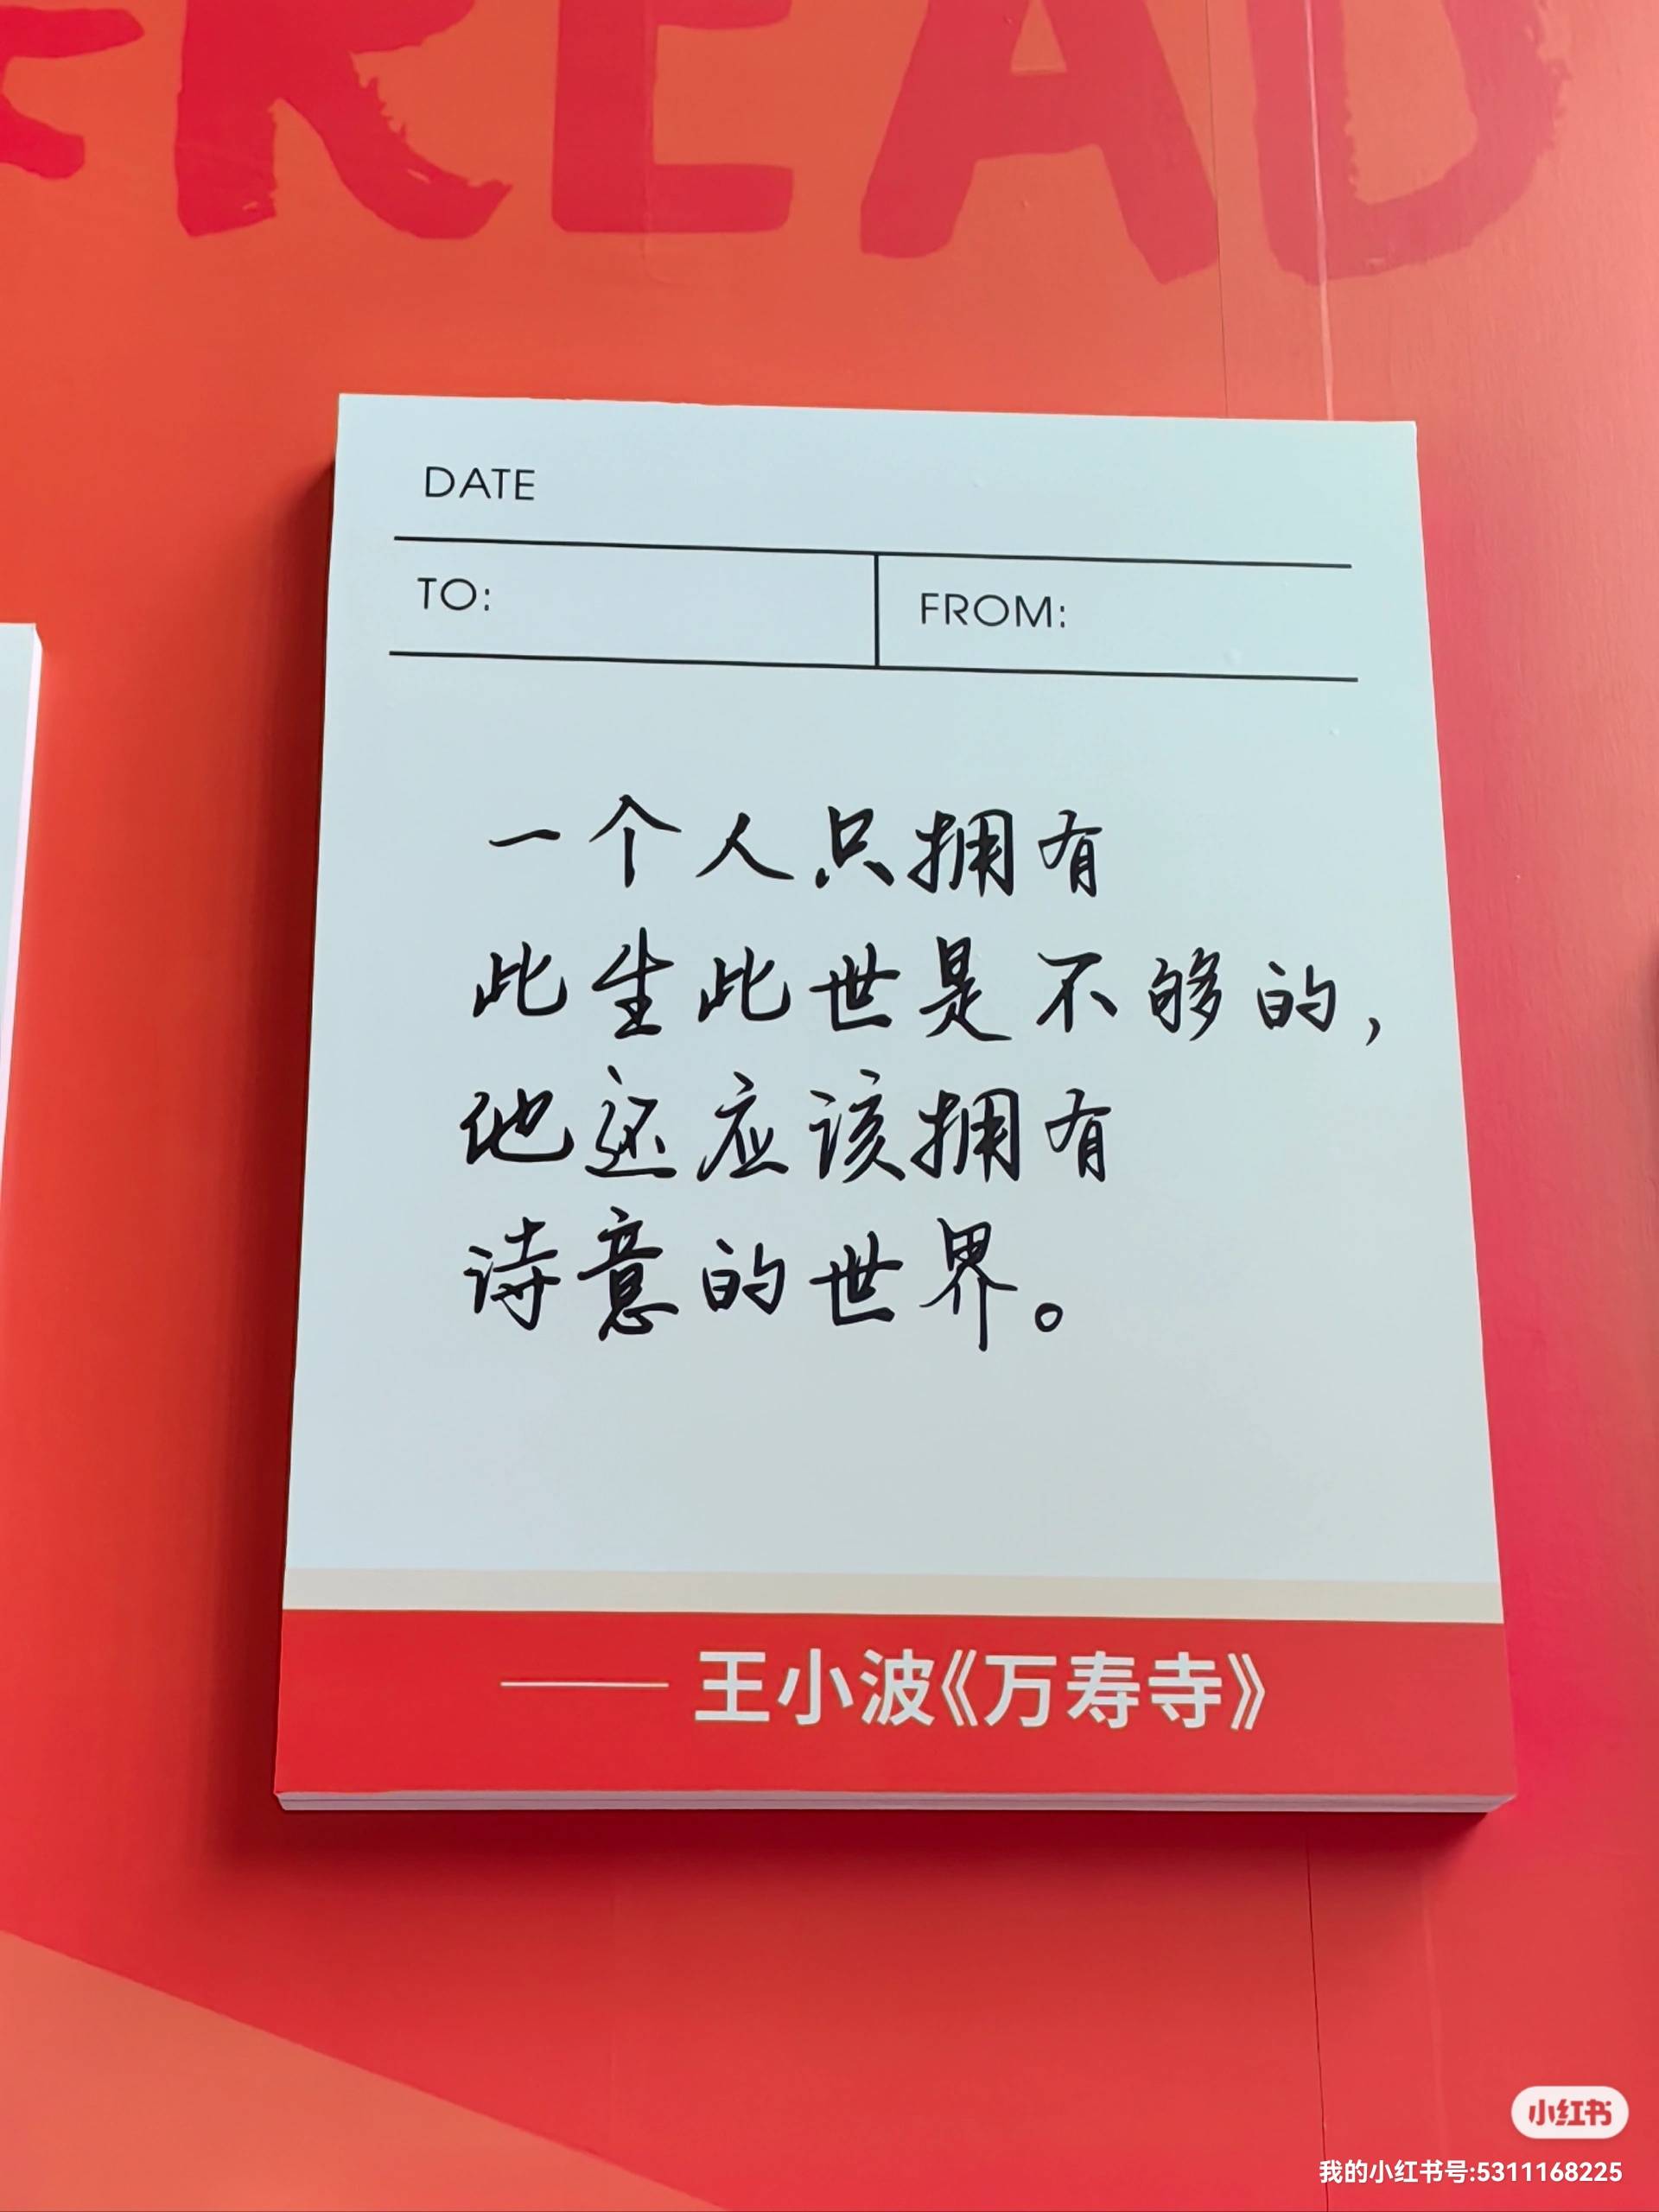 READ
DATE
TO:
FROM:
一个人只拥有
此生此世是不够的,
他还应该拥有
诗意的世界。
——王小波《万寿寺》
小红书
我的小红书号:5311168225